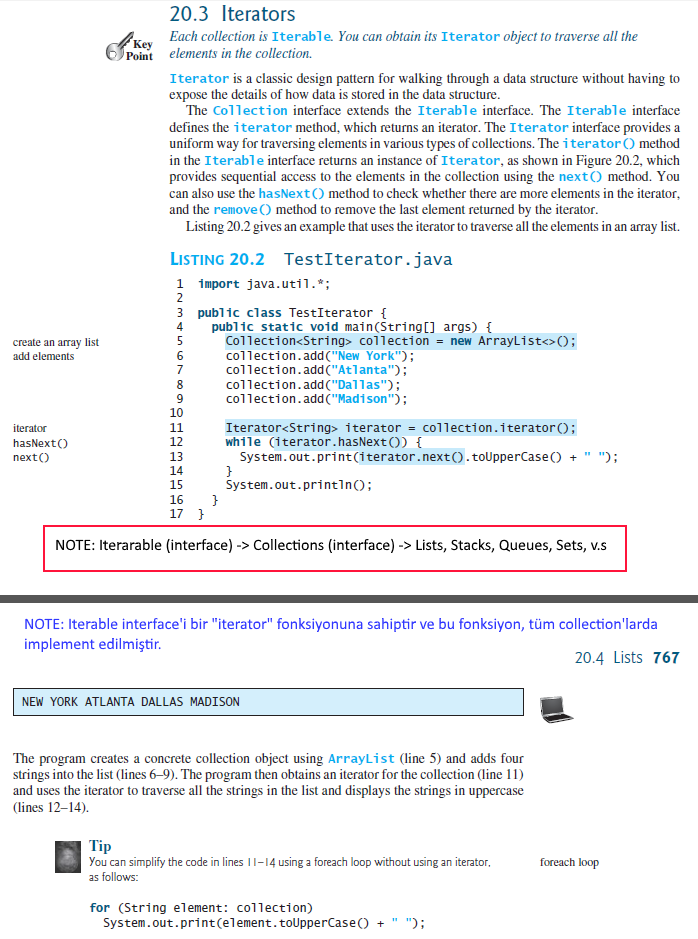 20.3 Iterators
Key
Point
Each collection is Iterable. You can obtain its Iterator object to traverse all the
elements in the collection.
Iterator is a classic design pattern for walking through a data structure without having to
expose the details of how data is stored in the data structure.
The Collection interface extends the Iterable interface. The Iterable interface
defines the iterator method, which returns an iterator. The Iterator interface provides a
uniform way for traversing elements in various types of collections. The iterator() method
in the Iterable interface returns an instance of Iterator, as shown in Figure 20.2, which
provides sequential access to the elements in the collection using the next() method. You
can also use the hasNext() method to check whether there are more elements in the iterator,
and the remove() method to remove the last element returned by the iterator.
Listing 20.2 gives an example that uses the iterator to traverse all the elements in an array list.
LISTING 20.2 TestIterator.java
1 import java.util.*;
2
3 public class TestIterator {
4 public static void main(String[] args) {
create an array list 5 Collection<String> collection = new ArrayList<>();
add elements 6 collection.add("New York");
7 collection.add("Atlanta");
8 collection.add("Dallas");
9 collection.add("Madison");
10
iterator 11 Iterator<String> iterator = collection.iterator();
hasNext() 12 while (iterator.hasNext()) {
next() 13 System.out.print(iterator.next().toUpperCase() + " ");
14 }
15 System.out.println();
16 }
17 }
NOTE: Iterarable (interface) -> Collections (interface) -> Lists, Stacks, Queues, Sets, v.s
NOTE: Iterable interface'i bir "iterator" fonksiyonuna sahiptir ve bu fonksiyon, tüm collection'larda
implement edilmiştir.
20.4 Lists 767
NEW YORK ATLANTA DALLAS MADISON
The program creates a concrete collection object using ArrayList (line 5) and adds four
strings into the list (lines 6–9). The program then obtains an iterator for the collection (line 11)
and uses the iterator to traverse all the strings in the list and displays the strings in uppercase
(lines 12–14).
Tip
You can simplify the code in lines 11–14 using a foreach loop without using an iterator, foreach loop
as follows:
for (String element: collection)
System.out.print(element.toUpperCase() + " ");